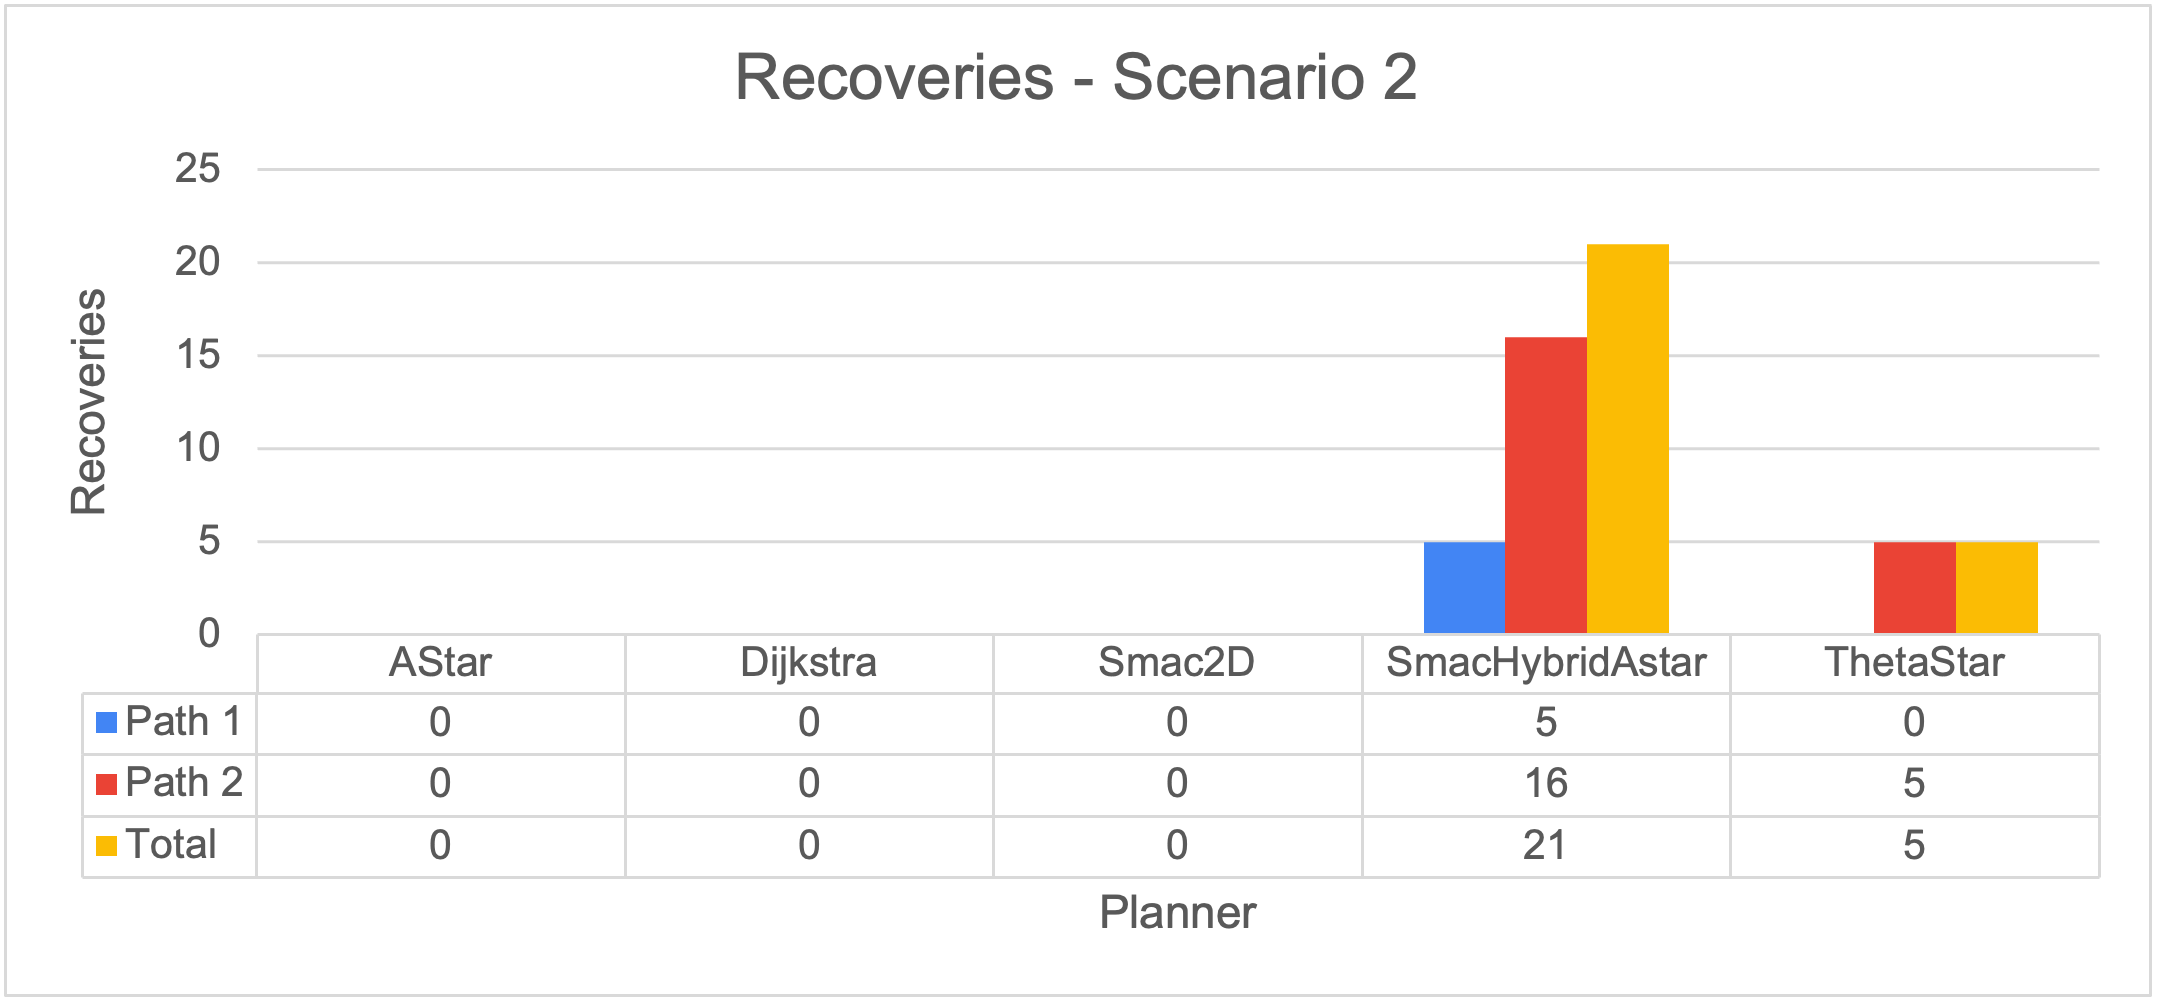 Recoveries - Scenario 2
25
20
15
10
5
0
Recoveries
AStar Dijkstra Smac2D SmacHybridAstar ThetaStar
Path 1 0 0 0 5 0
Path 2 0 0 0 16 5
Total 0 0 0 21 5
Planner